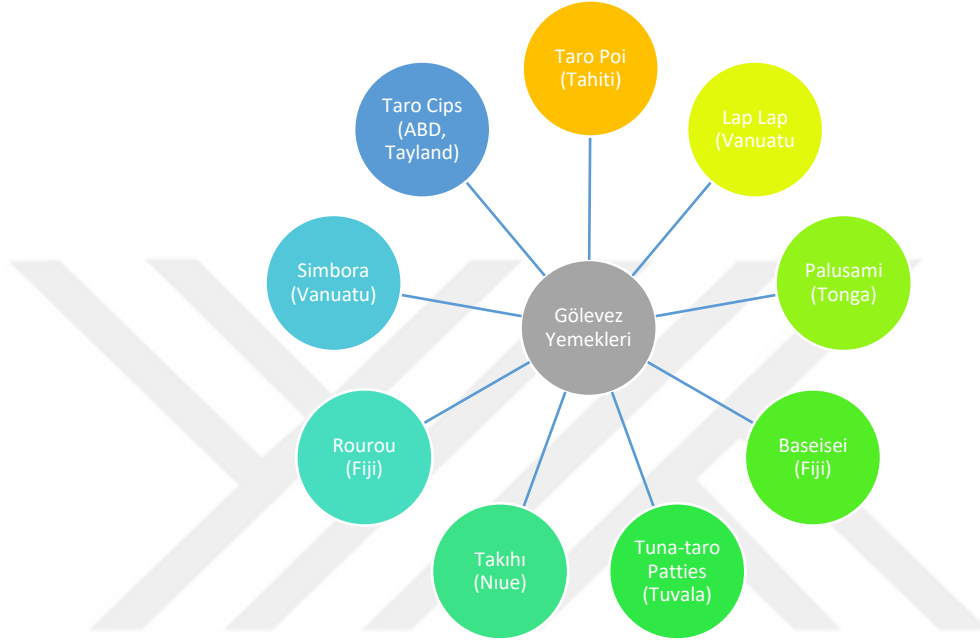 Taro Poi
(Tahiti)
Lap Lap
(Vanuatu
Palusami
(Tonga)
Baseisei
(Fiji)
Tuna-taro
Patties
(Tuvala)
Takıhı
(Nıue)
Rourou
(Fiji)
Simbora
(Vanuatu)
Taro Cips
(ABD,
Tayland)
Gölevez
Yemekleri